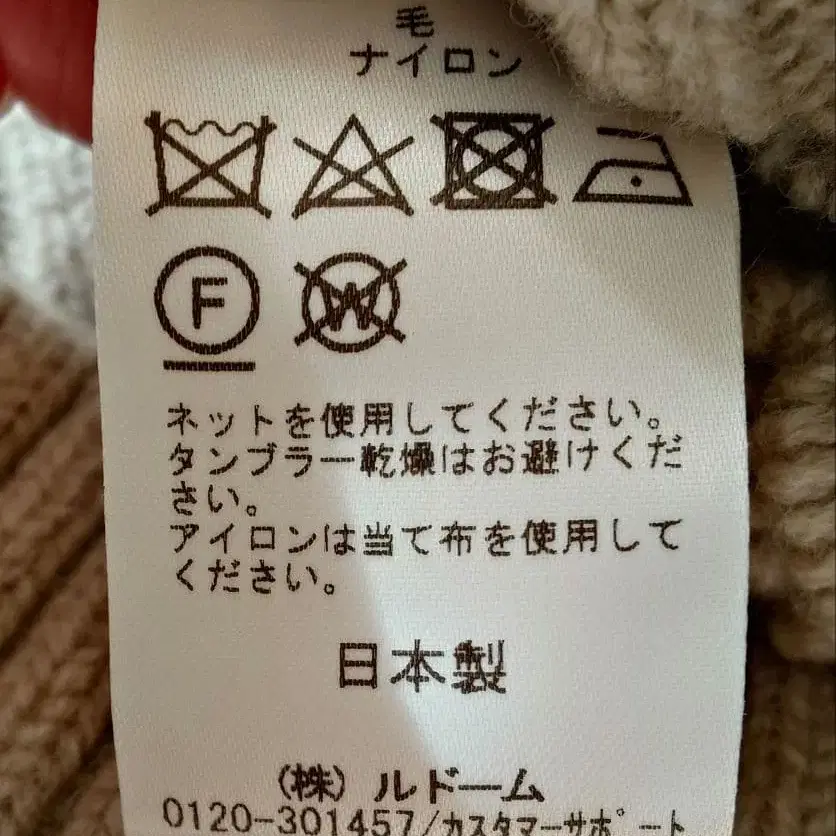 毛
ナイロン
F W
ネットを使用してください。
タンブラー乾燥はお避けくだ
さい。
アイロンは当て布を使用して
ください。
日本製
(株) ルドーム
0120-301457/カスタマーサポート